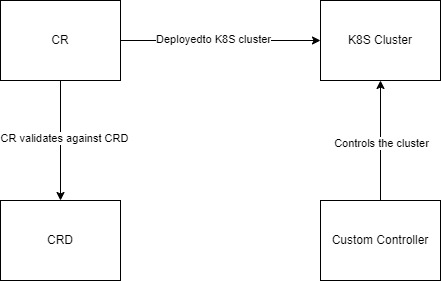 CR
Deployedto K8S cluster
K8S Cluster
CR validates against CRD
Controls the cluster
CRD
Custom Controller